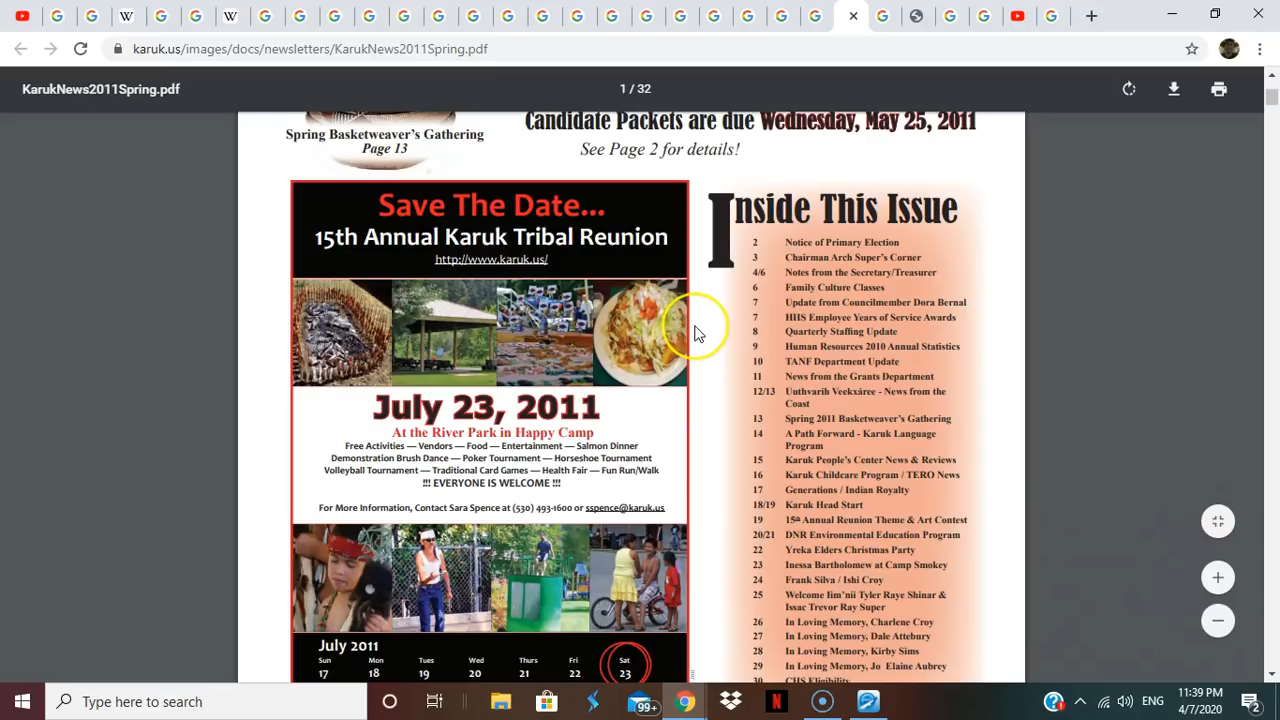 karuk.us/images/docs/newsletters/KarukNews2011Spring.pdf
KarukNews2011Spring.pdf
1 / 32
Spring Basketweaver's Gathering
Page 13
Candidate Packets are due Wednesday, May 25, 2011
See Page 2 for details!
Save The Date...
15th Annual Karuk Tribal Reunion
http://www.karuk.us/
July 23, 2011
At the River Park in Happy Camp
Free Activities — Vendors — Food — Entertainment — Salmon Dinner
Demonstration Brush Dance — Poker Tournament — Horseshoe Tournament
Volleyball Tournament — Traditional Card Games — Health Fair — Fun Run/Walk
!!! EVERYONE IS WELCOME !!!
For More Information, Contact Sara Spence at (530) 493-1600 or sspence@karuk.us
July 2011
Sun Mon Tues Wed Thurs Fri Sat
17 18 19 20 21 22 23
Inside This Issue
2 Notice of Primary Election
3 Chairman Arch Super's Corner
4/6 Notes from the Secretary/Treasurer
6 Family Culture Classes
7 Update from Councilmember Dora Bernal
7 HHS Employee Years of Service Awards
8 Quarterly Staffing Update
9 Human Resources 2010 Annual Statistics
10 TANF Department Update
11 News from the Grants Department
12/13 Uuthvarih Veekxáree - News from the
Coast
13 Spring 2011 Basketweaver's Gathering
14 A Path Forward - Karuk Language
Program
15 Karuk People's Center News & Reviews
16 Karuk Childcare Program / TERO News
17 Generations / Indian Royalty
18/19 Karuk Head Start
19 15th Annual Reunion Theme & Art Contest
20/21 DNR Environmental Education Program
22 Yreka Elders Christmas Party
23 Inessa Bartholomew at Camp Smokey
24 Frank Silva / Ishi Croy
25 Welcome Iim'nii Tyler Raye Shinar &
Issac Trevor Ray Super
26 In Loving Memory, Charlene Croy
27 In Loving Memory, Dale Attebury
28 In Loving Memory, Kirby Sims
29 In Loving Memory, Jo Elaine Aubrey
30 CHS Eligibility
Type here to search
99+
ENG
11:39 PM
4/7/2020
2